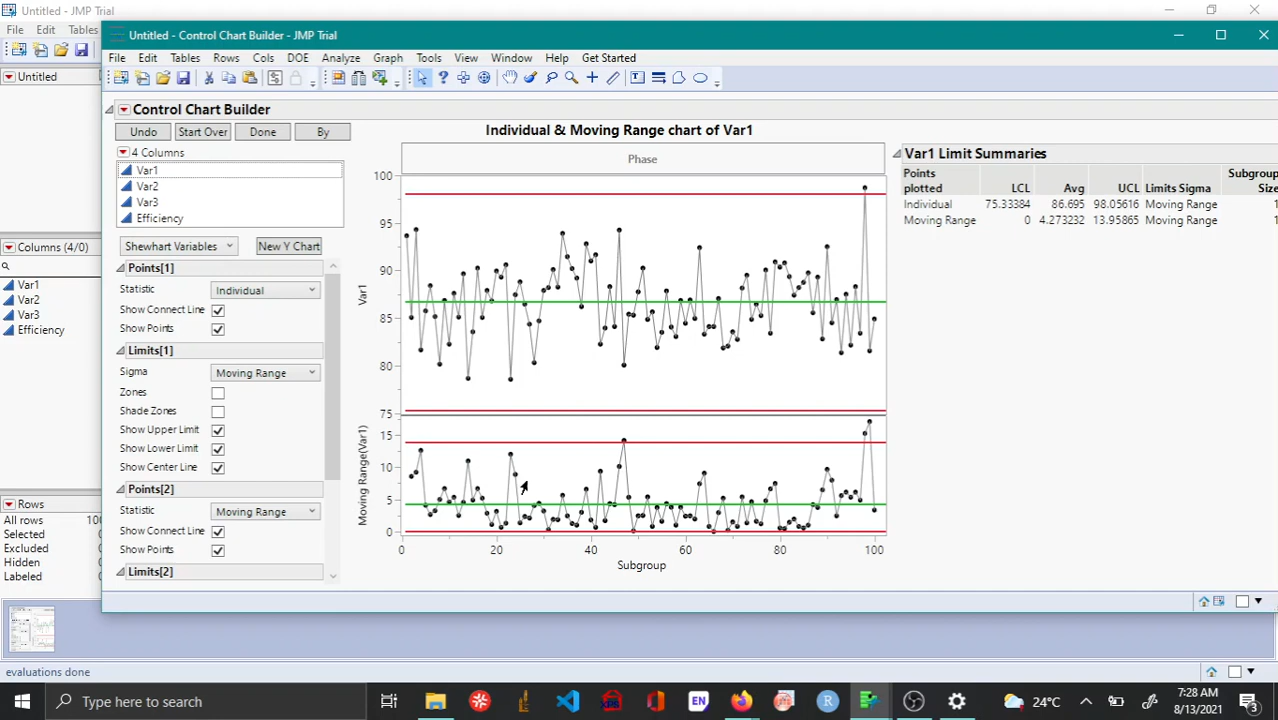 Untitled - JMP Trial
File Edit Tables
Untitled
Columns (4/0)
Var1
Var2
Var3
Efficiency
Rows
All rows 100
Selected
Excluded
Hidden
Labeled
evaluations done
Untitled - Control Chart Builder - JMP Trial
File Edit Tables Rows Cols DOE Analyze Graph Tools View Window Help Get Started
Control Chart Builder
Undo Start Over Done By
4 Columns
Var1
Var2
Var3
Efficiency
Shewhart Variables New Y Chart
Points[1]
Statistic Individual
Show Connect Line
Show Points
Limits[1]
Sigma Moving Range
Zones
Shade Zones
Show Upper Limit
Show Lower Limit
Show Center Line
Points[2]
Statistic Moving Range
Show Connect Line
Show Points
Limits[2]
Individual & Moving Range chart of Var1
Phase
100
95
90
85
80
75
Var1
15
10
5
0
Moving Range(Var1)
0 20 40 60 80 100
Subgroup
Var1 Limit Summaries
Points plotted LCL Avg UCL Limits Sigma Subgroup Size
Individual 75.33384 86.695 98.05616 Moving Range 1
Moving Range 0 4.273232 13.95865 Moving Range 1
Type here to search
EN
R
24°C
7:28 AM
8/13/2021
3